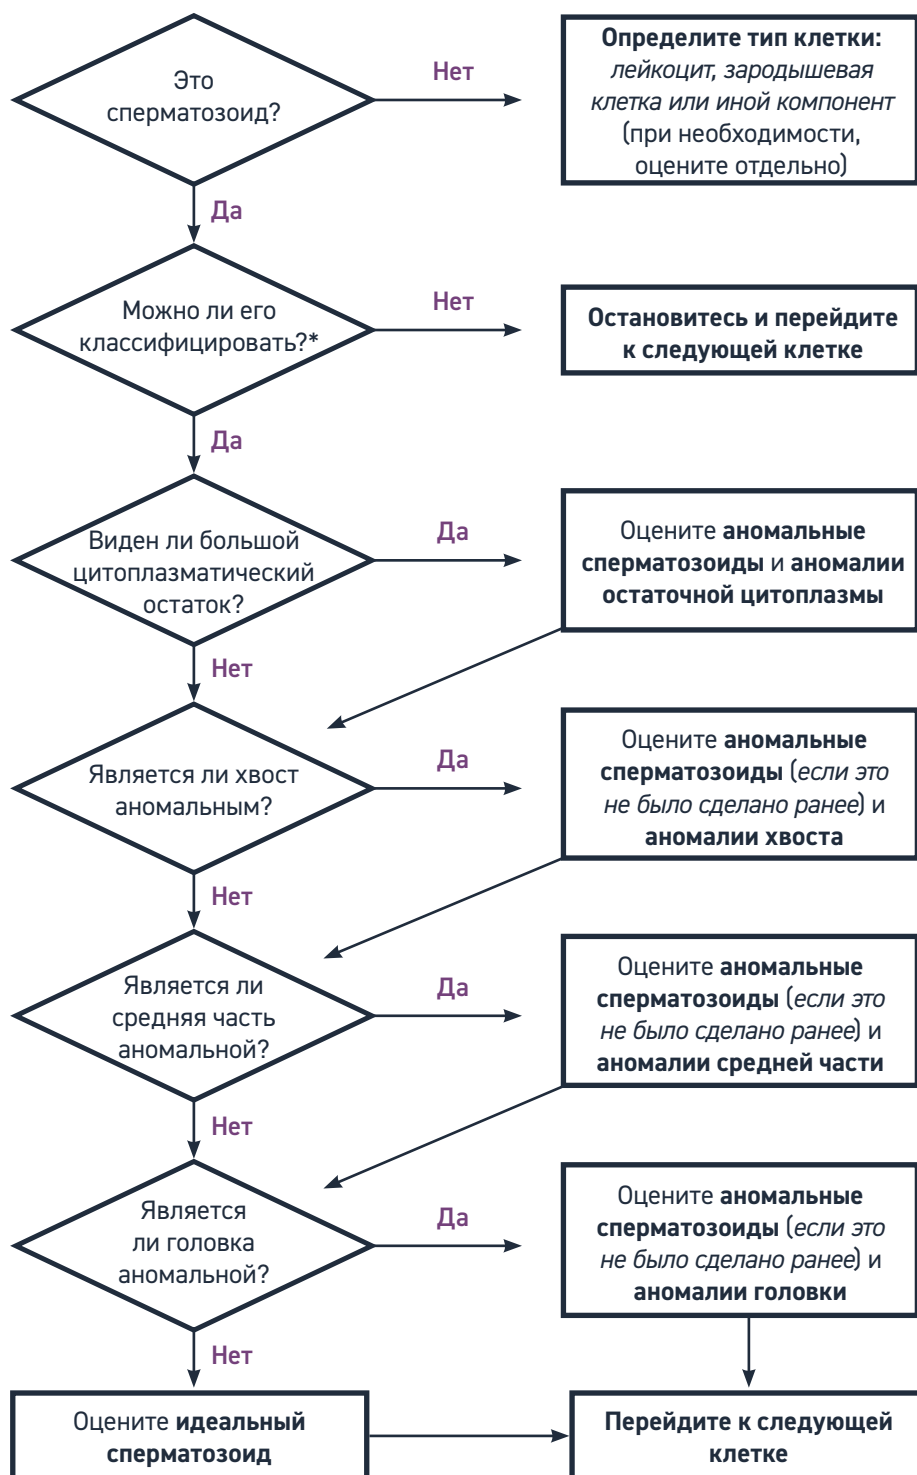 Это
сперматозоид?
Нет
Определите тип клетки:
лейкоцит, зародышевая
клетка или иной компонент
(при необходимости,
оцените отдельно)
Да
Можно ли его
классифицировать?*
Нет
Остановитесь и перейдите
к следующей клетке
Да
Виден ли большой
цитоплазматический
остаток?
Да
Оцените аномальные
сперматозоиды и аномалии
остаточной цитоплазмы
Нет
Является ли хвост
аномальным?
Да
Оцените аномальные
сперматозоиды (если это
не было сделано ранее) и
аномалии хвоста
Нет
Является ли
средняя часть
аномальной?
Да
Оцените аномальные
сперматозоиды (если это
не было сделано ранее) и
аномалии средней части
Нет
Является
ли головка
аномальной?
Да
Оцените аномальные
сперматозоиды (если это
не было сделано ранее) и
аномалии головки
Нет
Оцените идеальный
сперматозоид
Перейдите к следующей
клетке